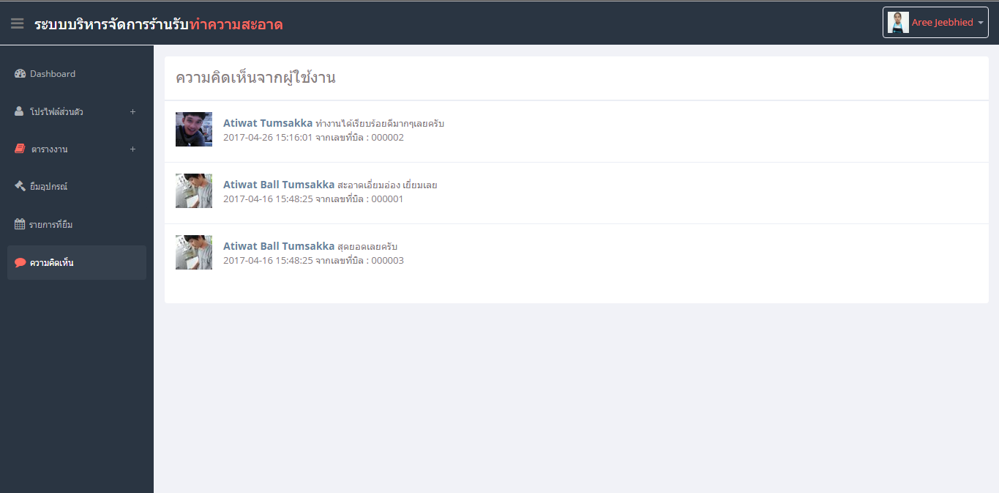 ระบบบริหารจัดการร้านรับทำความสะอาด
Aree Jeebhied
Dashboard
โปรไฟล์ส่วนตัว +
ตารางงาน +
ยืมอุปกรณ์
รายการที่ยืม
ความคิดเห็น
ความคิดเห็นจากผู้ใช้งาน
Atiwat Tumsakka ทำงานได้เรียบร้อยดีมากๆเลยครับ
2017-04-26 15:16:01 จากเลขที่บิล : 000002
Atiwat Ball Tumsakka สะอาดเอี่ยมอ่อง เยี่ยมเลย
2017-04-16 15:48:25 จากเลขที่บิล : 000001
Atiwat Ball Tumsakka สุดยอดเลยครับ
2017-04-16 15:48:25 จากเลขที่บิล : 000003